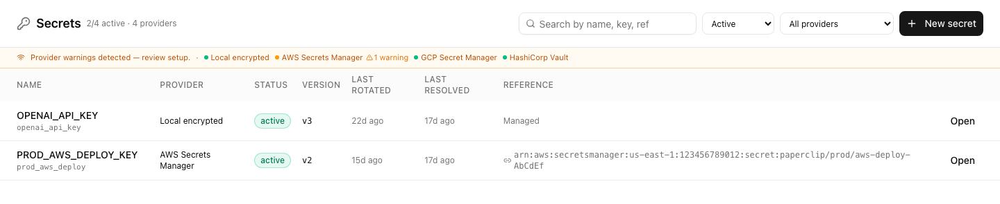 Secrets 2/4 active · 4 providers
Search by name, key, ref
Active
All providers
+ New secret
Provider warnings detected — review setup. · Local encrypted AWS Secrets Manager 1 warning GCP Secret Manager HashiCorp Vault
NAME PROVIDER STATUS VERSION LAST ROTATED LAST RESOLVED REFERENCE
OPENAI_API_KEY
openai_api_key
Local encrypted
active
v3
22d ago
17d ago
Managed
Open
PROD_AWS_DEPLOY_KEY
prod_aws_deploy
AWS Secrets
Manager
active
v2
15d ago
17d ago
arn:aws:secretsmanager:us-east-1:123456789012:secret:paperclip/prod/aws-deploy-
AbCdEf
Open